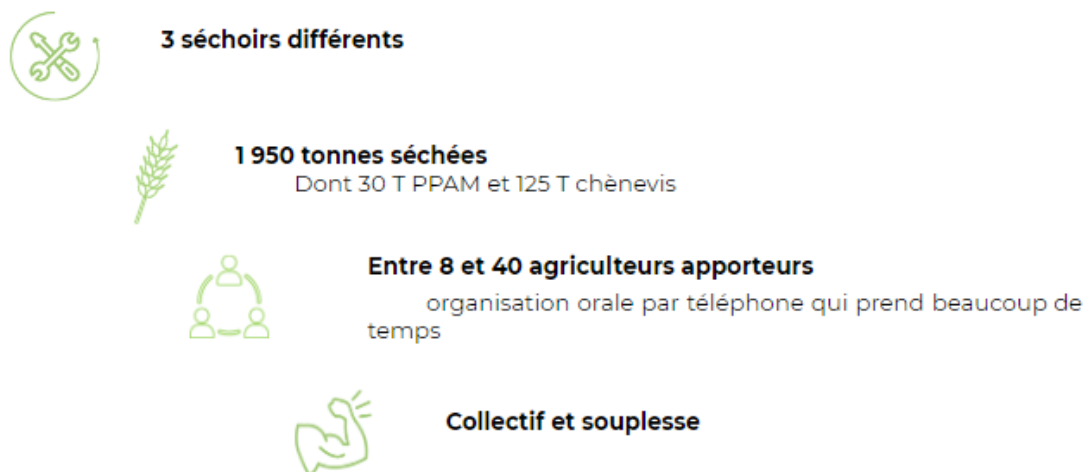 3 séchoirs différents
1 950 tonnes séchées
Dont 30 T PPAM et 125 T chènevis
Entre 8 et 40 agriculteurs apporteurs
organisation orale par téléphone qui prend beaucoup de
temps
Collectif et souplesse